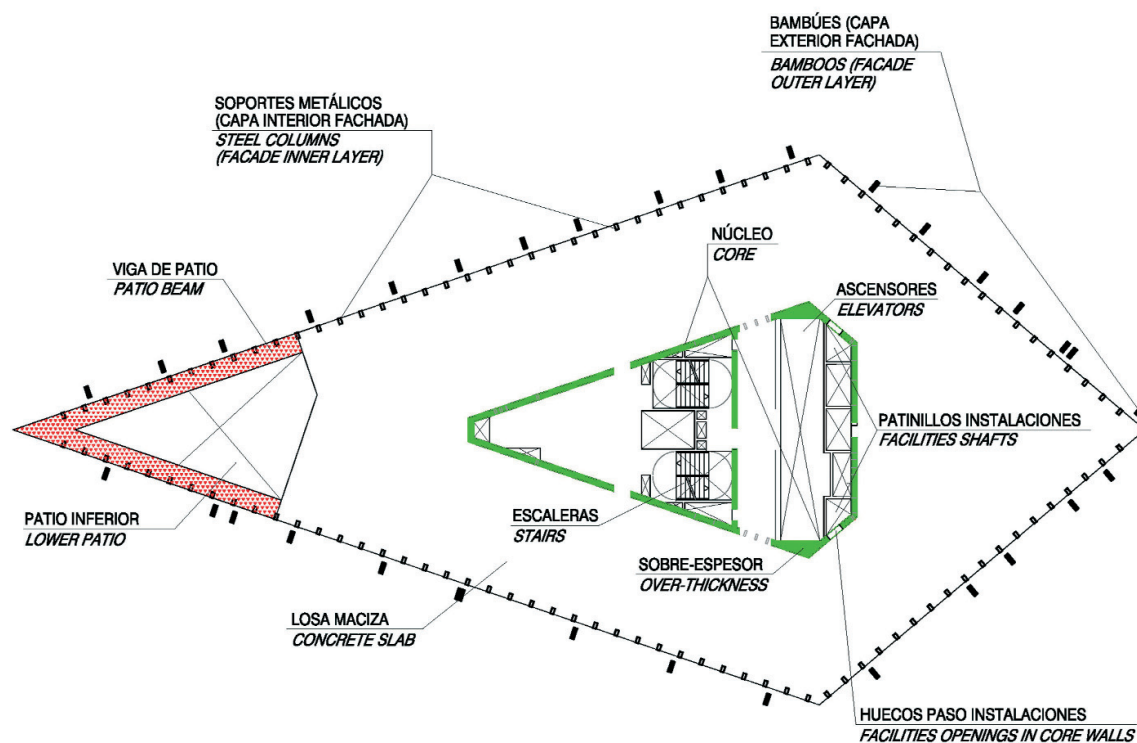 BAMBÚES (CAPA
EXTERIOR FACHADA)
BAMBOOS (FACADE
OUTER LAYER)
SOPORTES METÁLICOS
(CAPA INTERIOR FACHADA)
STEEL COLUMNS
(FACADE INNER LAYER)
NÚCLEO
CORE
VIGA DE PATIO
PATIO BEAM
ASCENSORES
ELEVATORS
PATINILLOS INSTALACIONES
FACILITIES SHAFTS
PATIO INFERIOR
LOWER PATIO
ESCALERAS
STAIRS
SOBRE-ESPESOR
OVER-THICKNESS
LOSA MACIZA
CONCRETE SLAB
HUECOS PASO INSTALACIONES
FACILITIES OPENINGS IN CORE WALLS